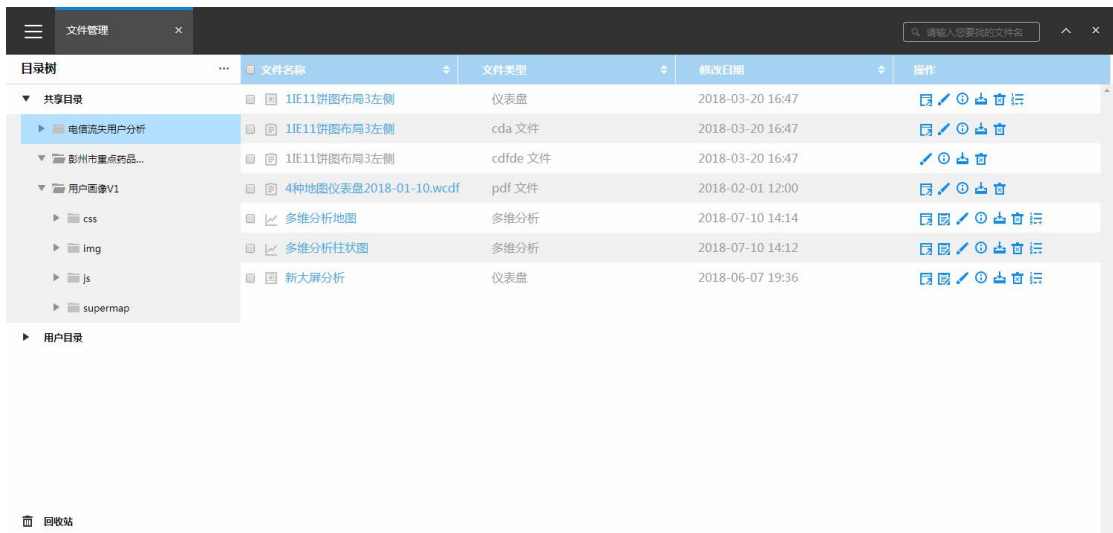 文件管理
请输入您要找的文件名
目录树 ... 文件名称 文件类型 修改日期 操作
共享目录 1IE11饼图布局3左侧 仪表盘 2018-03-20 16:47
电信流失用户分析 1IE11饼图布局3左侧 cda 文件 2018-03-20 16:47
彭州市重点药品... 1IE11饼图布局3左侧 cdfde 文件 2018-03-20 16:47
用户画像V1 4种地图仪表盘2018-01-10.wcdf pdf 文件 2018-02-01 12:00
css 多维分析地图 多维分析 2018-07-10 14:14
img 多维分析柱状图 多维分析 2018-07-10 14:12
js 新大屏分析 仪表盘 2018-06-07 19:36
supermap
用户目录
回收站